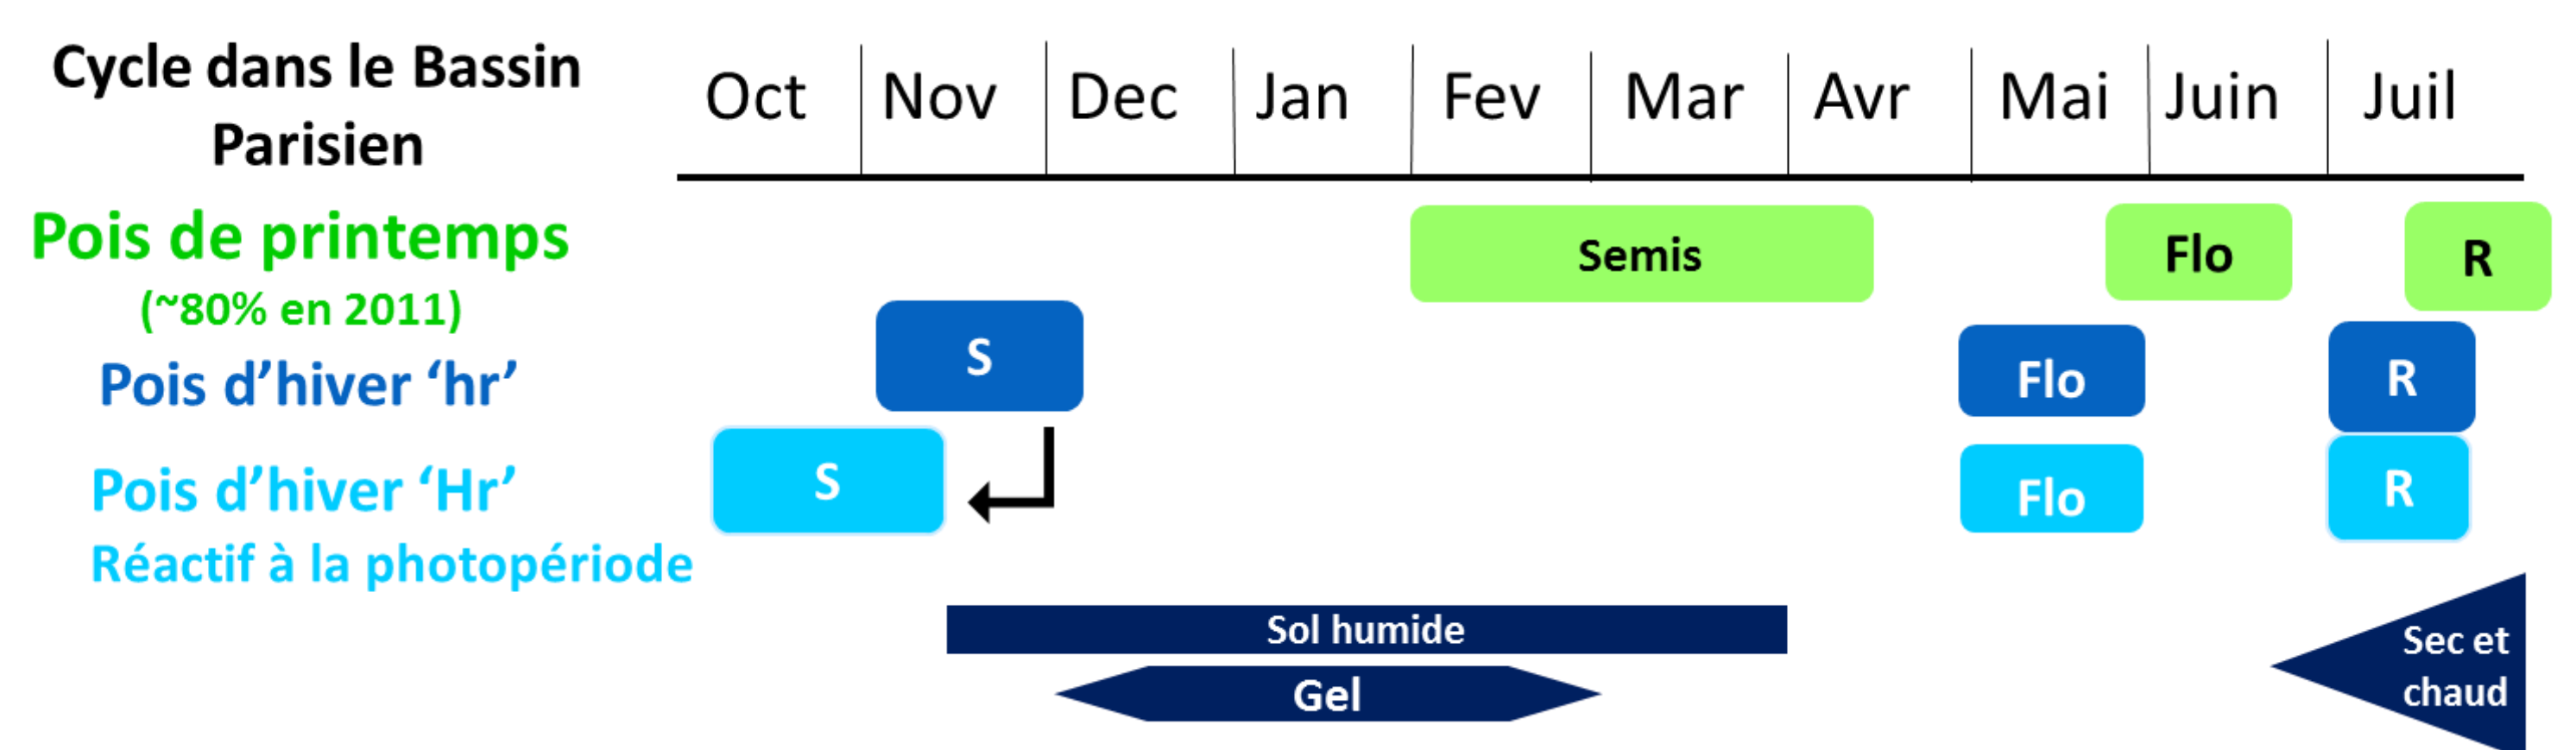 Cycle dans le Bassin
Parisien
Oct Nov Dec Jan Fev Mar Avr Mai Juin Juil
Pois de printemps
(~80% en 2011)
Semis Flo R
Pois d’hiver ‘hr’
S Flo R
Pois d’hiver ‘Hr’
Réactif à la photopériode
S Flo R
Sol humide
Gel
Sec et
chaud